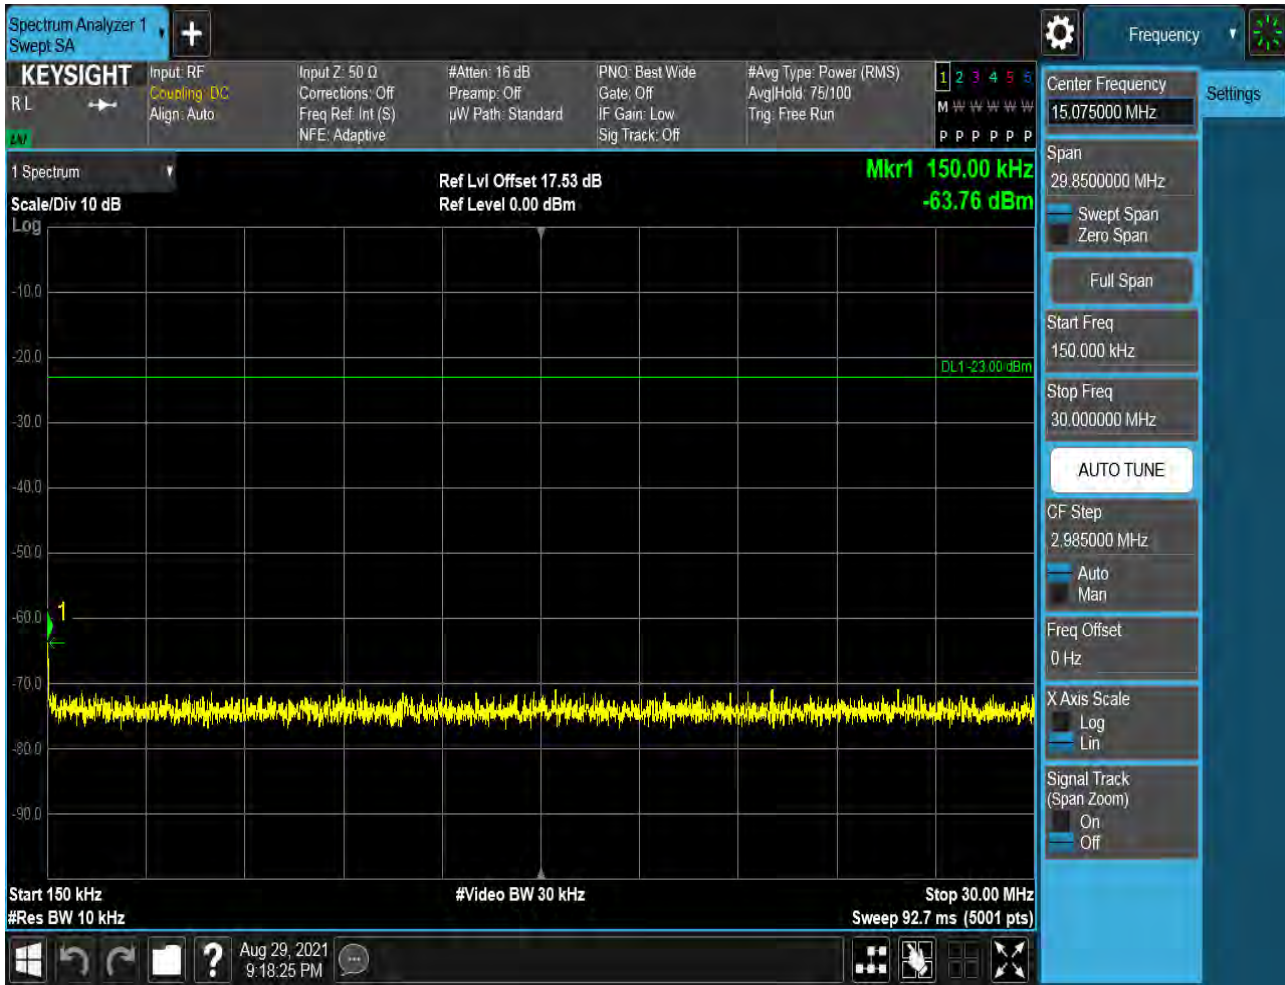 Spectrum Analyzer 1
Swept SA
Frequency
KEYSIGHT
R L
LNI
Input: RF
Coupling: DC
Align: Auto
Input Z: 50 Ω
Corrections: Off
Freq Ref: Int (S)
NFE: Adaptive
#Atten: 16 dB
Preamp: Off
µW Path: Standard
PNO: Best Wide
Gate: Off
IF Gain: Low
Sig Track: Off
#Avg Type: Power (RMS)
Avg|Hold: 75/100
Trig: Free Run
1 2 3 4 5 6
M W W W W W
P P P P P P
1 Spectrum
Scale/Div 10 dB
Log
Ref Lvl Offset 17.53 dB
Ref Level 0.00 dBm
Mkr1 150.00 kHz
-63.76 dBm
-10.0
-20.0
DL1 -23.00 dBm
-30.0
-40.0
-50.0
-60.0
1
-70.0
-80.0
-90.0
Start 150 kHz
#Res BW 10 kHz
#Video BW 30 kHz
Stop 30.00 MHz
Sweep 92.7 ms (5001 pts)
Center Frequency
15.075000 MHz
Settings
Span
29.8500000 MHz
Swept Span
Zero Span
Full Span
Start Freq
150.000 kHz
Stop Freq
30.000000 MHz
AUTO TUNE
CF Step
2.985000 MHz
Auto
Man
Freq Offset
0 Hz
X Axis Scale
Log
Lin
Signal Track
(Span Zoom)
On
Off
?
Aug 29, 2021
9:18:25 PM